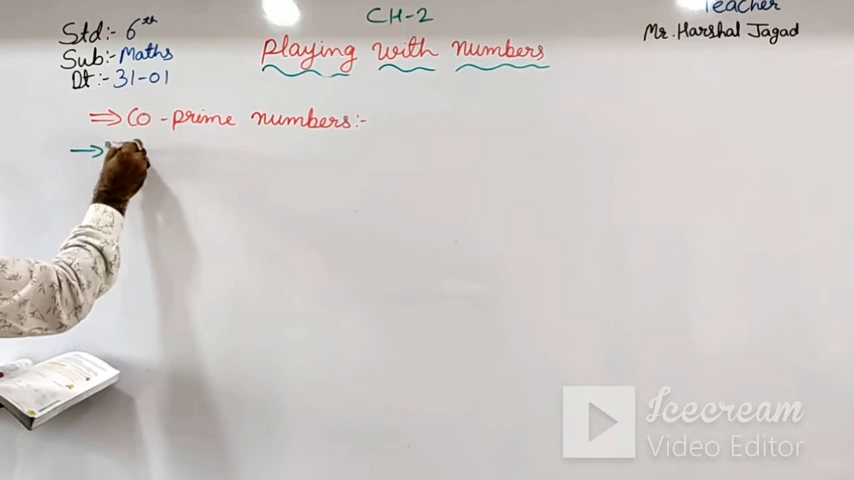 CH-2
Teacher
Std:- 6th
Mr. Harshal Jagad
playing with numbers
Sub:- Maths
Dt:- 31-01
⇒ Co-prime numbers:-
→
Icecream
Video Editor